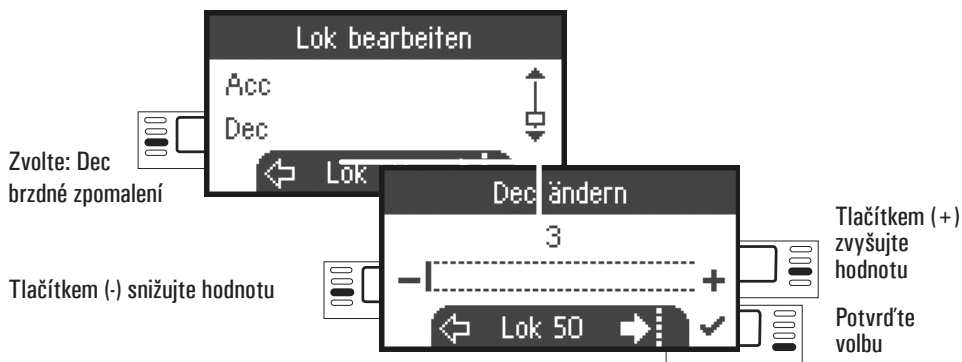 Lok bearbeiten
Acc
Dec
Lok
Zvolte: Dec
brzdné zpomalení
Dec ändern
3
− +
Lok 50
Tlačítkem (-) snižujte hodnotu
Tlačítkem (+)
zvyšujte
hodnotu
Potvrďte
volbu